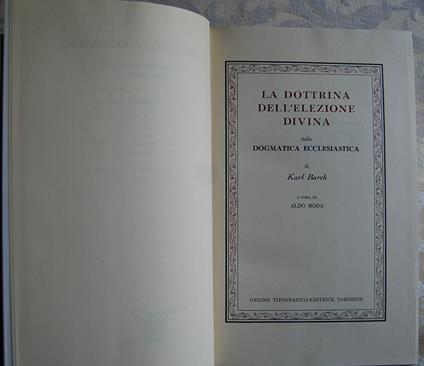 LA DOTTRINA
DELL'ELEZIONE
DIVINA
dalla
DOGMATICA ECCLESIASTICA
di
Karl Barth
A CURA DI
ALDO MODA
UNIONE TIPOGRAFICO-EDITRICE TORINESE